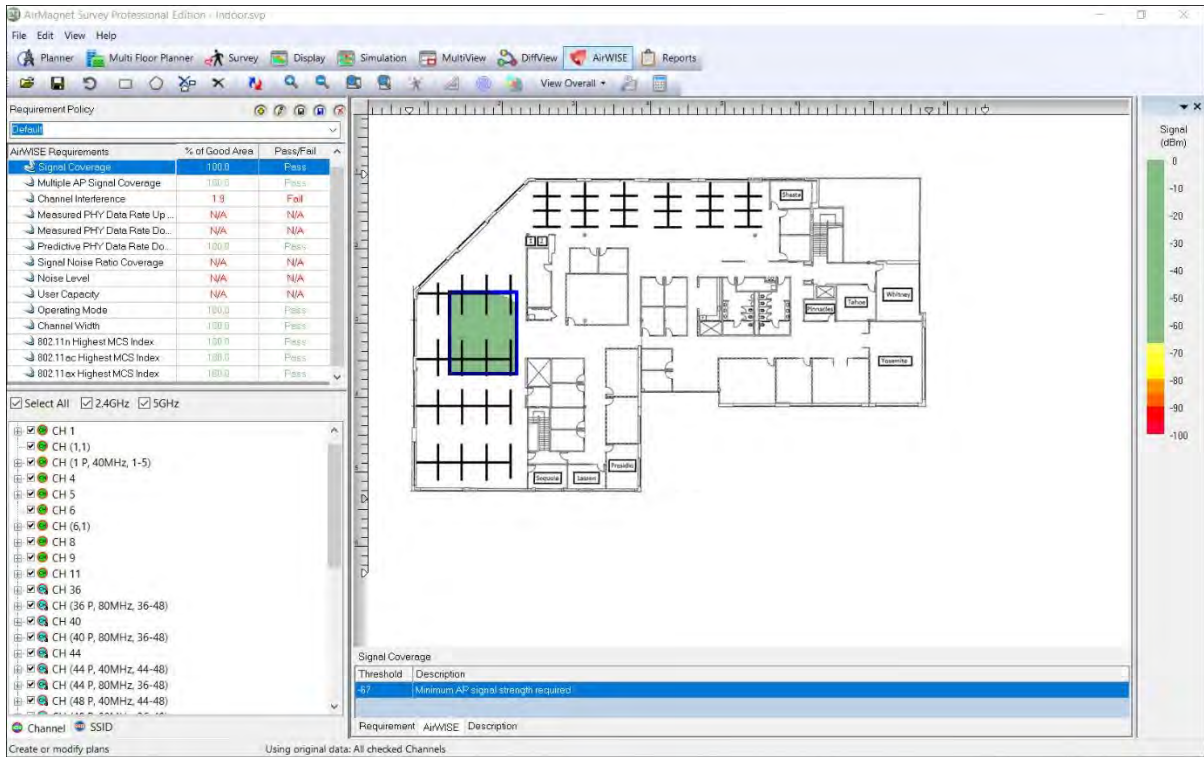 AirMagnet Survey Professional Edition - Indoor.svp
File Edit View Help
Planner Multi Floor Planner Survey Display Simulation MultiView DiffView AirWISE Reports
View Overall
Requirement Policy
Default
AirWISE Requirements % of Good Area Pass/Fail
Signal Coverage 100.0 Pass
Multiple AP Signal Coverage 100.0 Pass
Channel Interference 1.9 Fail
Measured PHY Data Rate Up ... N/A N/A
Measured PHY Data Rate Do... N/A N/A
Predictive PHY Data Rate Do... 100.0 Pass
Signal Noise Ratio Coverage N/A N/A
Noise Level N/A N/A
User Capacity N/A N/A
Operating Mode 100.0 Pass
Channel Width 100.0 Pass
802.11n Highest MCS Index 100.0 Pass
802.11ac Highest MCS Index 100.0 Pass
802.11ax Highest MCS Index 100.0 Pass
Select All 2.4GHz 5GHz
CH 1
CH (1,1)
CH (1 P, 40MHz, 1-5)
CH 4
CH 5
CH 6
CH (6,1)
CH 8
CH 9
CH 11
CH 36
CH (36 P, 80MHz, 36-48)
CH 40
CH (40 P, 80MHz, 36-48)
CH 44
CH (44 P, 40MHz, 44-48)
CH (44 P, 80MHz, 36-48)
CH (48 P, 40MHz, 44-48)
Channel SSID
Create or modify plans
Using original data: All checked Channels
Shasta
Whitney
Tahoe
Pinnacles
Yosemite
Presidio
Sequoia
Lassen
Signal Coverage
Threshold Description
-67 Minimum AP signal strength required
Requirement AirWISE Description
Signal
(dBm)
0
-10
-20
-30
-40
-50
-60
-70
-80
-90
-100